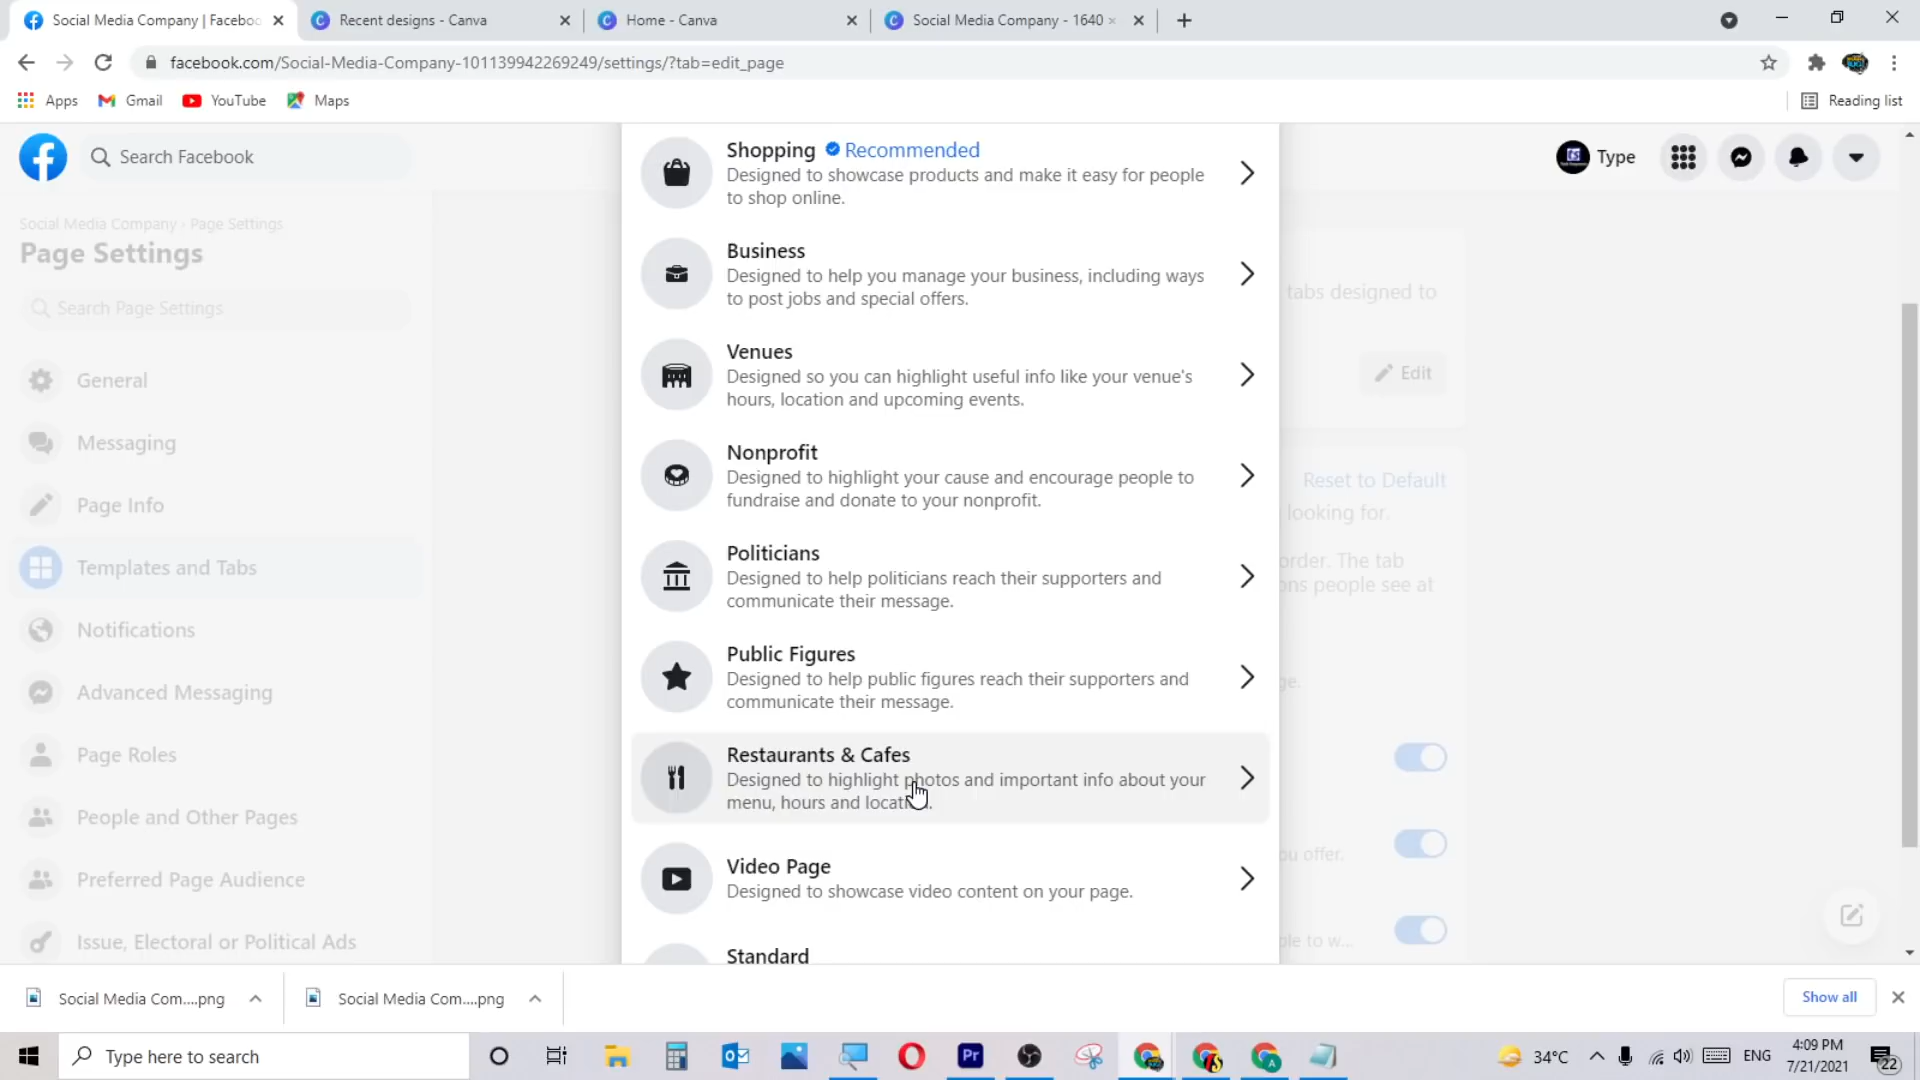 Social Media Company | Faceboo
Recent designs - Canva
Home - Canva
Social Media Company - 1640 ×
facebook.com/Social-Media-Company-101139942269249/settings/?tab=edit_page
Apps
Gmail
YouTube
Maps
Reading list
Search Facebook
Type
Social Media Company › Page Settings
Page Settings
Search Page Settings
General
Messaging
Page Info
Templates and Tabs
Notifications
Advanced Messaging
Page Roles
People and Other Pages
Preferred Page Audience
Issue, Electoral or Political Ads
Shopping Recommended
Designed to showcase products and make it easy for people
to shop online.
Business
Designed to help you manage your business, including ways
to post jobs and special offers.
Venues
Designed so you can highlight useful info like your venue's
hours, location and upcoming events.
Nonprofit
Designed to highlight your cause and encourage people to
fundraise and donate to your nonprofit.
Politicians
Designed to help politicians reach their supporters and
communicate their message.
Public Figures
Designed to help public figures reach their supporters and
communicate their message.
Restaurants & Cafes
Designed to highlight photos and important info about your
menu, hours and location.
Video Page
Designed to showcase video content on your page.
Standard
tabs designed to
Edit
Reset to Default
looking for.
order. The tab
ons people see at
ge.
ou offer.
ple to w...
Social Media Com....png
Social Media Com....png
Show all
Type here to search
Pr
A
34°C
ENG
4:09 PM
7/21/2021
22